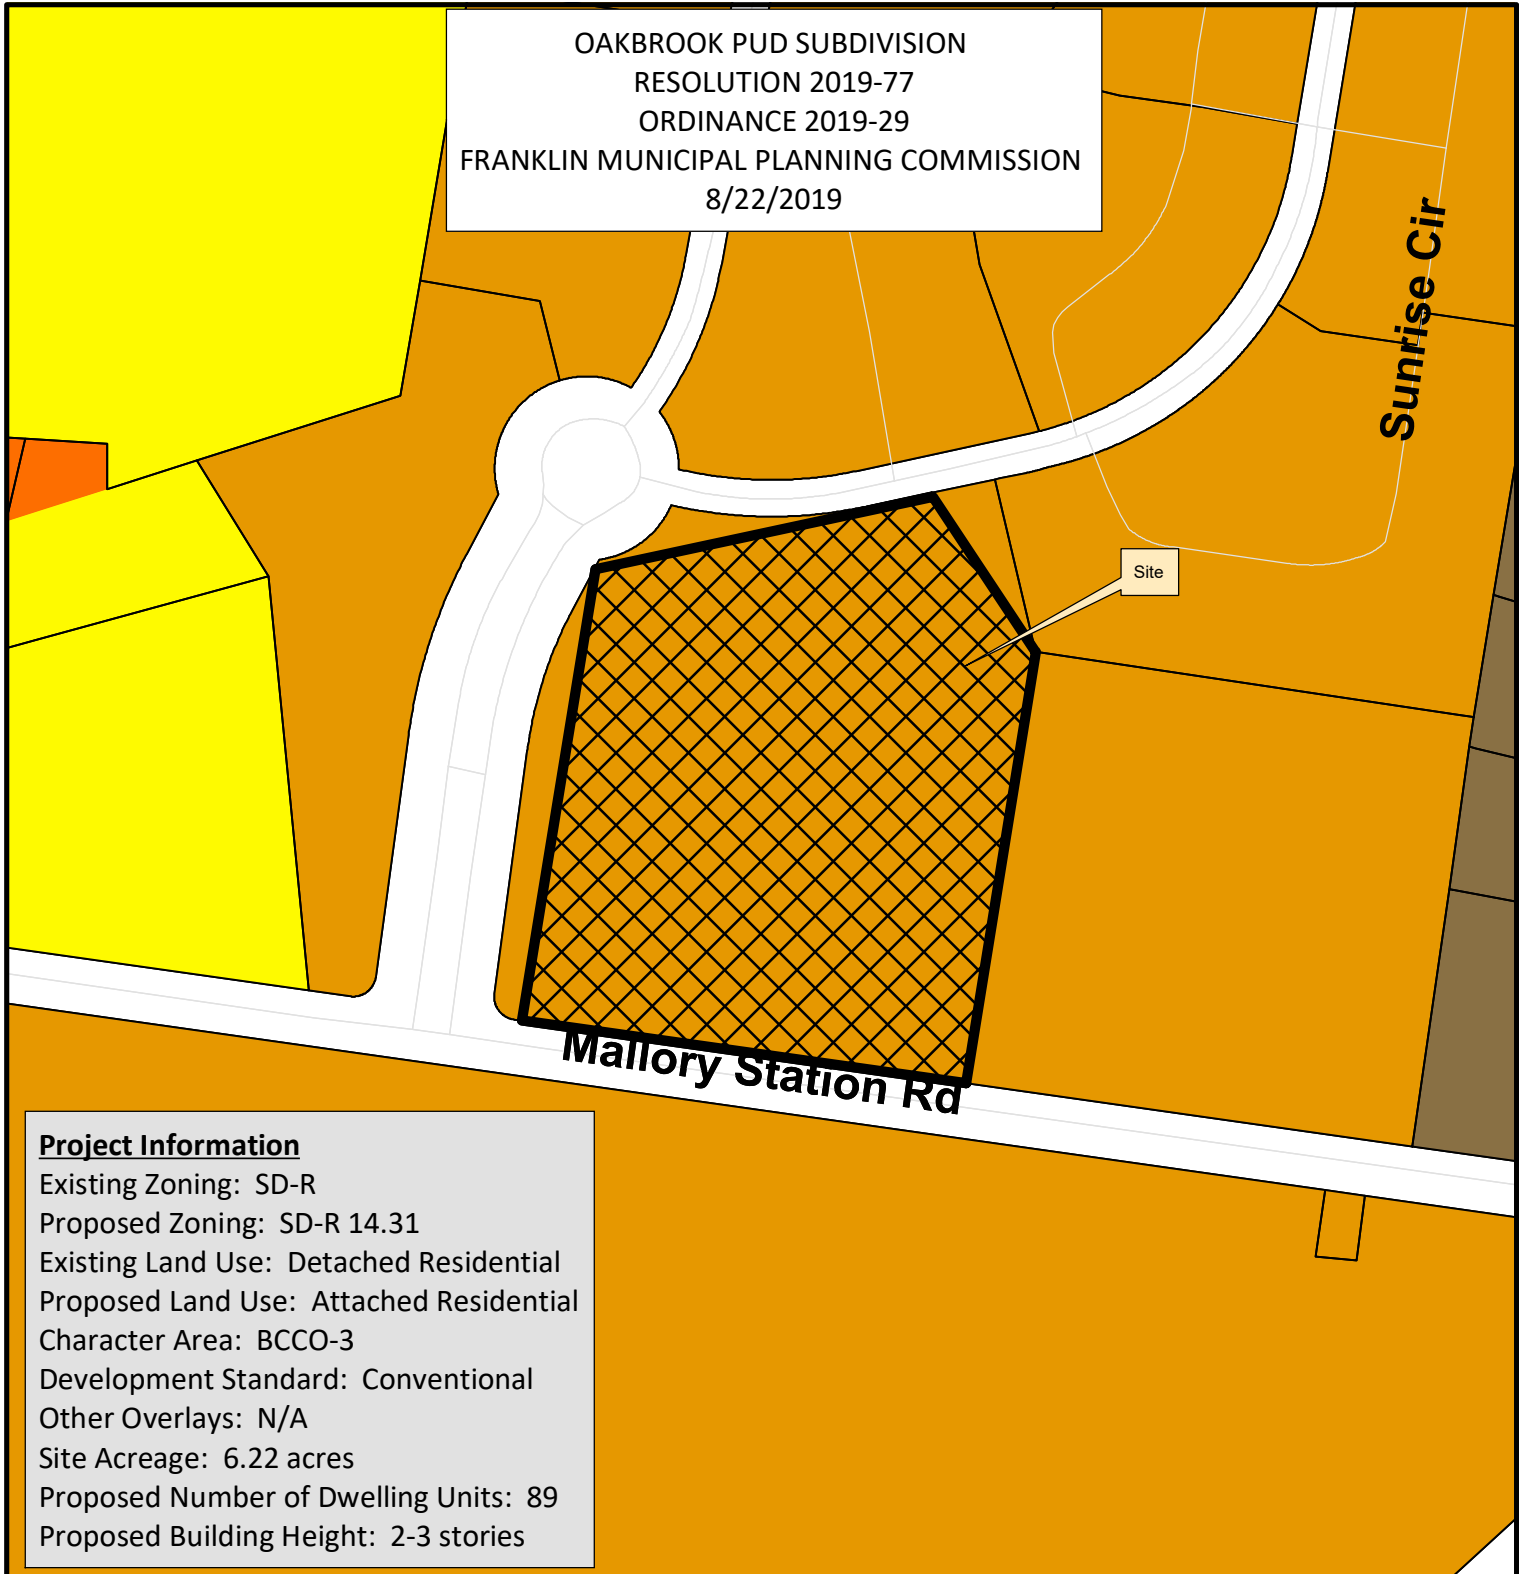 OAKBROOK PUD SUBDIVISION
RESOLUTION 2019-77
ORDINANCE 2019-29
FRANKLIN MUNICIPAL PLANNING COMMISSION
8/22/2019
Sunrise Cir
Site
Mallory Station Rd
Project Information
Existing Zoning: SD-R
Proposed Zoning: SD-R 14.31
Existing Land Use: Detached Residential
Proposed Land Use: Attached Residential
Character Area: BCCO-3
Development Standard: Conventional
Other Overlays: N/A
Site Acreage: 6.22 acres
Proposed Number of Dwelling Units: 89
Proposed Building Height: 2-3 stories